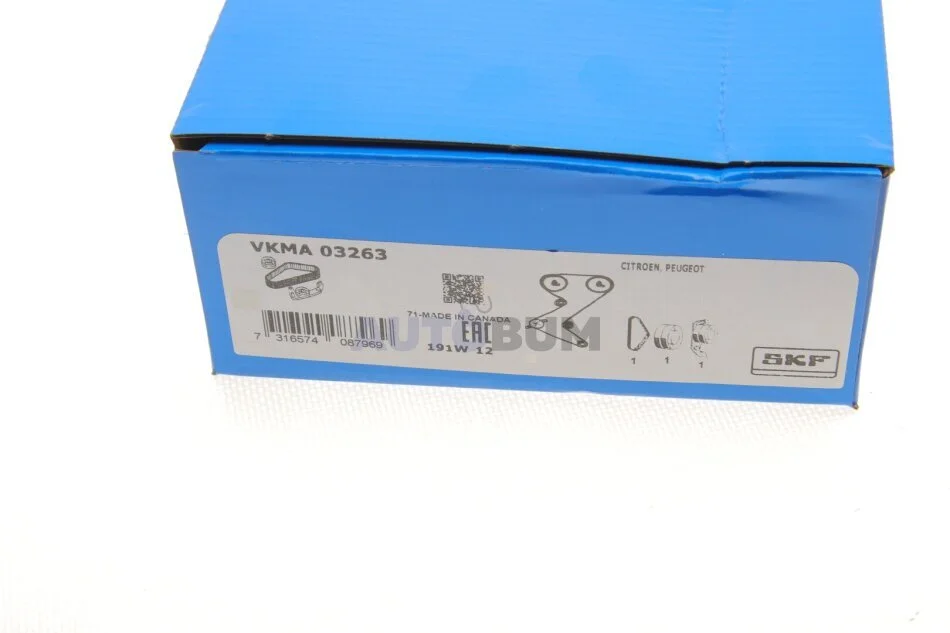 VKMA 03263
CITROEN, PEUGEOT
71-MADE IN CANADA
EAC
191W 12
7 316574 087969
1 1 1
SKF
AUTOBUM